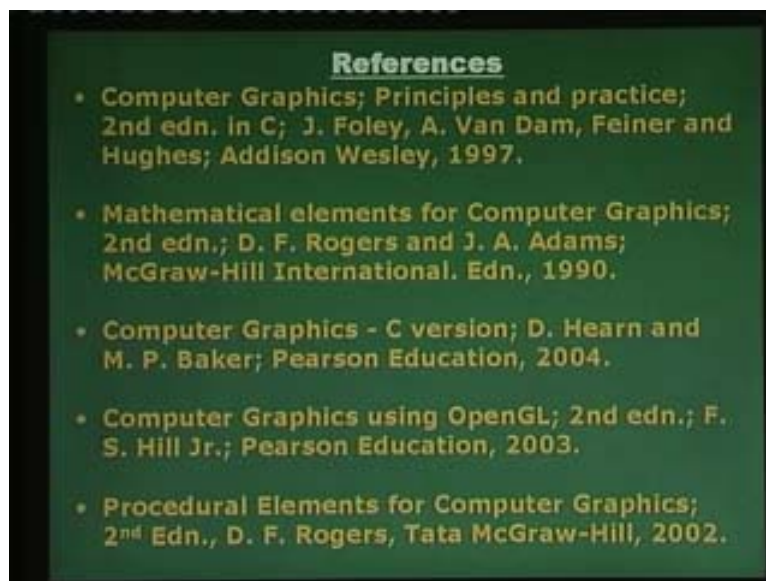 References
• Computer Graphics; Principles and practice;
2nd edn. in C; J. Foley, A. Van Dam, Feiner and
Hughes; Addison Wesley, 1997.
• Mathematical elements for Computer Graphics;
2nd edn.; D. F. Rogers and J. A. Adams;
McGraw-Hill International. Edn., 1990.
• Computer Graphics - C version; D. Hearn and
M. P. Baker; Pearson Education, 2004.
• Computer Graphics using OpenGL; 2nd edn.; F.
S. Hill Jr.; Pearson Education, 2003.
• Procedural Elements for Computer Graphics;
2nd Edn., D. F. Rogers, Tata McGraw-Hill, 2002.